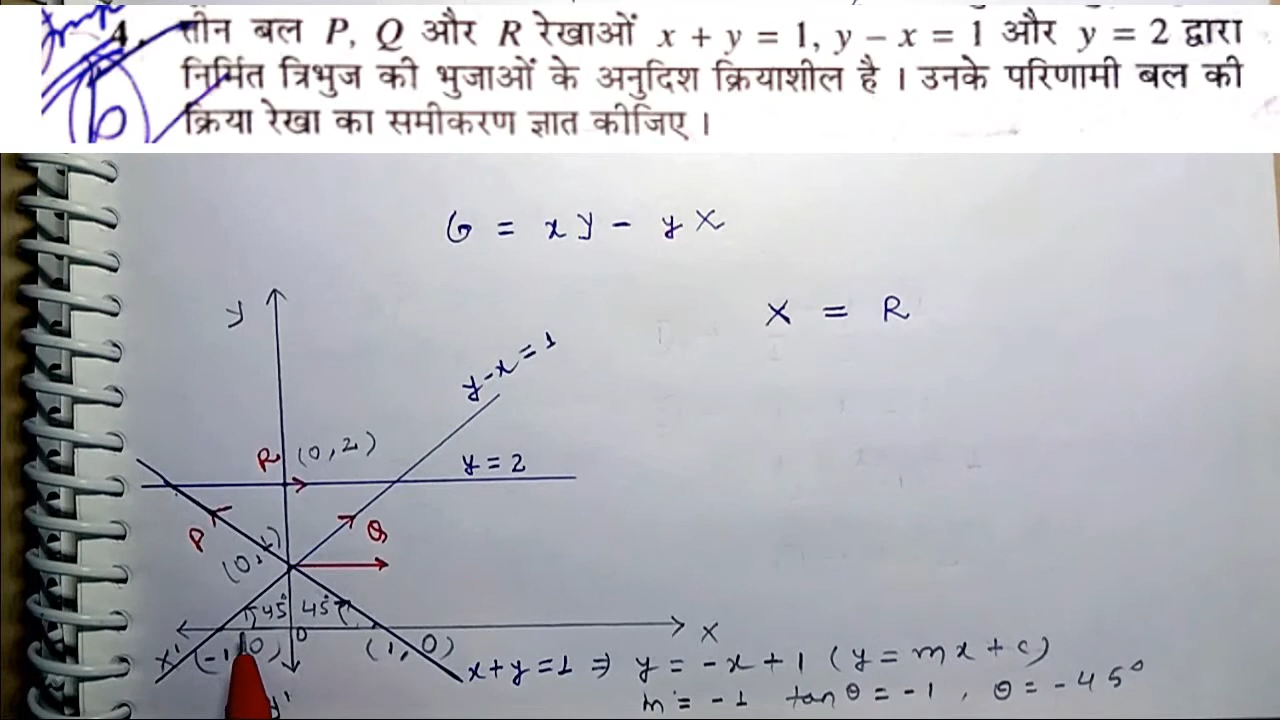 4. तीन बल P, Q और R रेखाओं x + y = 1, y − x = 1 और y = 2 द्वारा
निर्मित त्रिभुज की भुजाओं के अनुदिश क्रियाशील है । उनके परिणामी बल की
क्रिया रेखा का समीकरण ज्ञात कीजिए ।
G = xy - yX
X = R
y
y-x=1
R (0,2)
y=2
P
Q
(0,1)
45° 45°
X' (-1,0) 0 (1,0) X
y'
x+y=1 ⇒ y = -x+1 (y=mx+c)
m = -1 tanθ = -1, θ = -45°